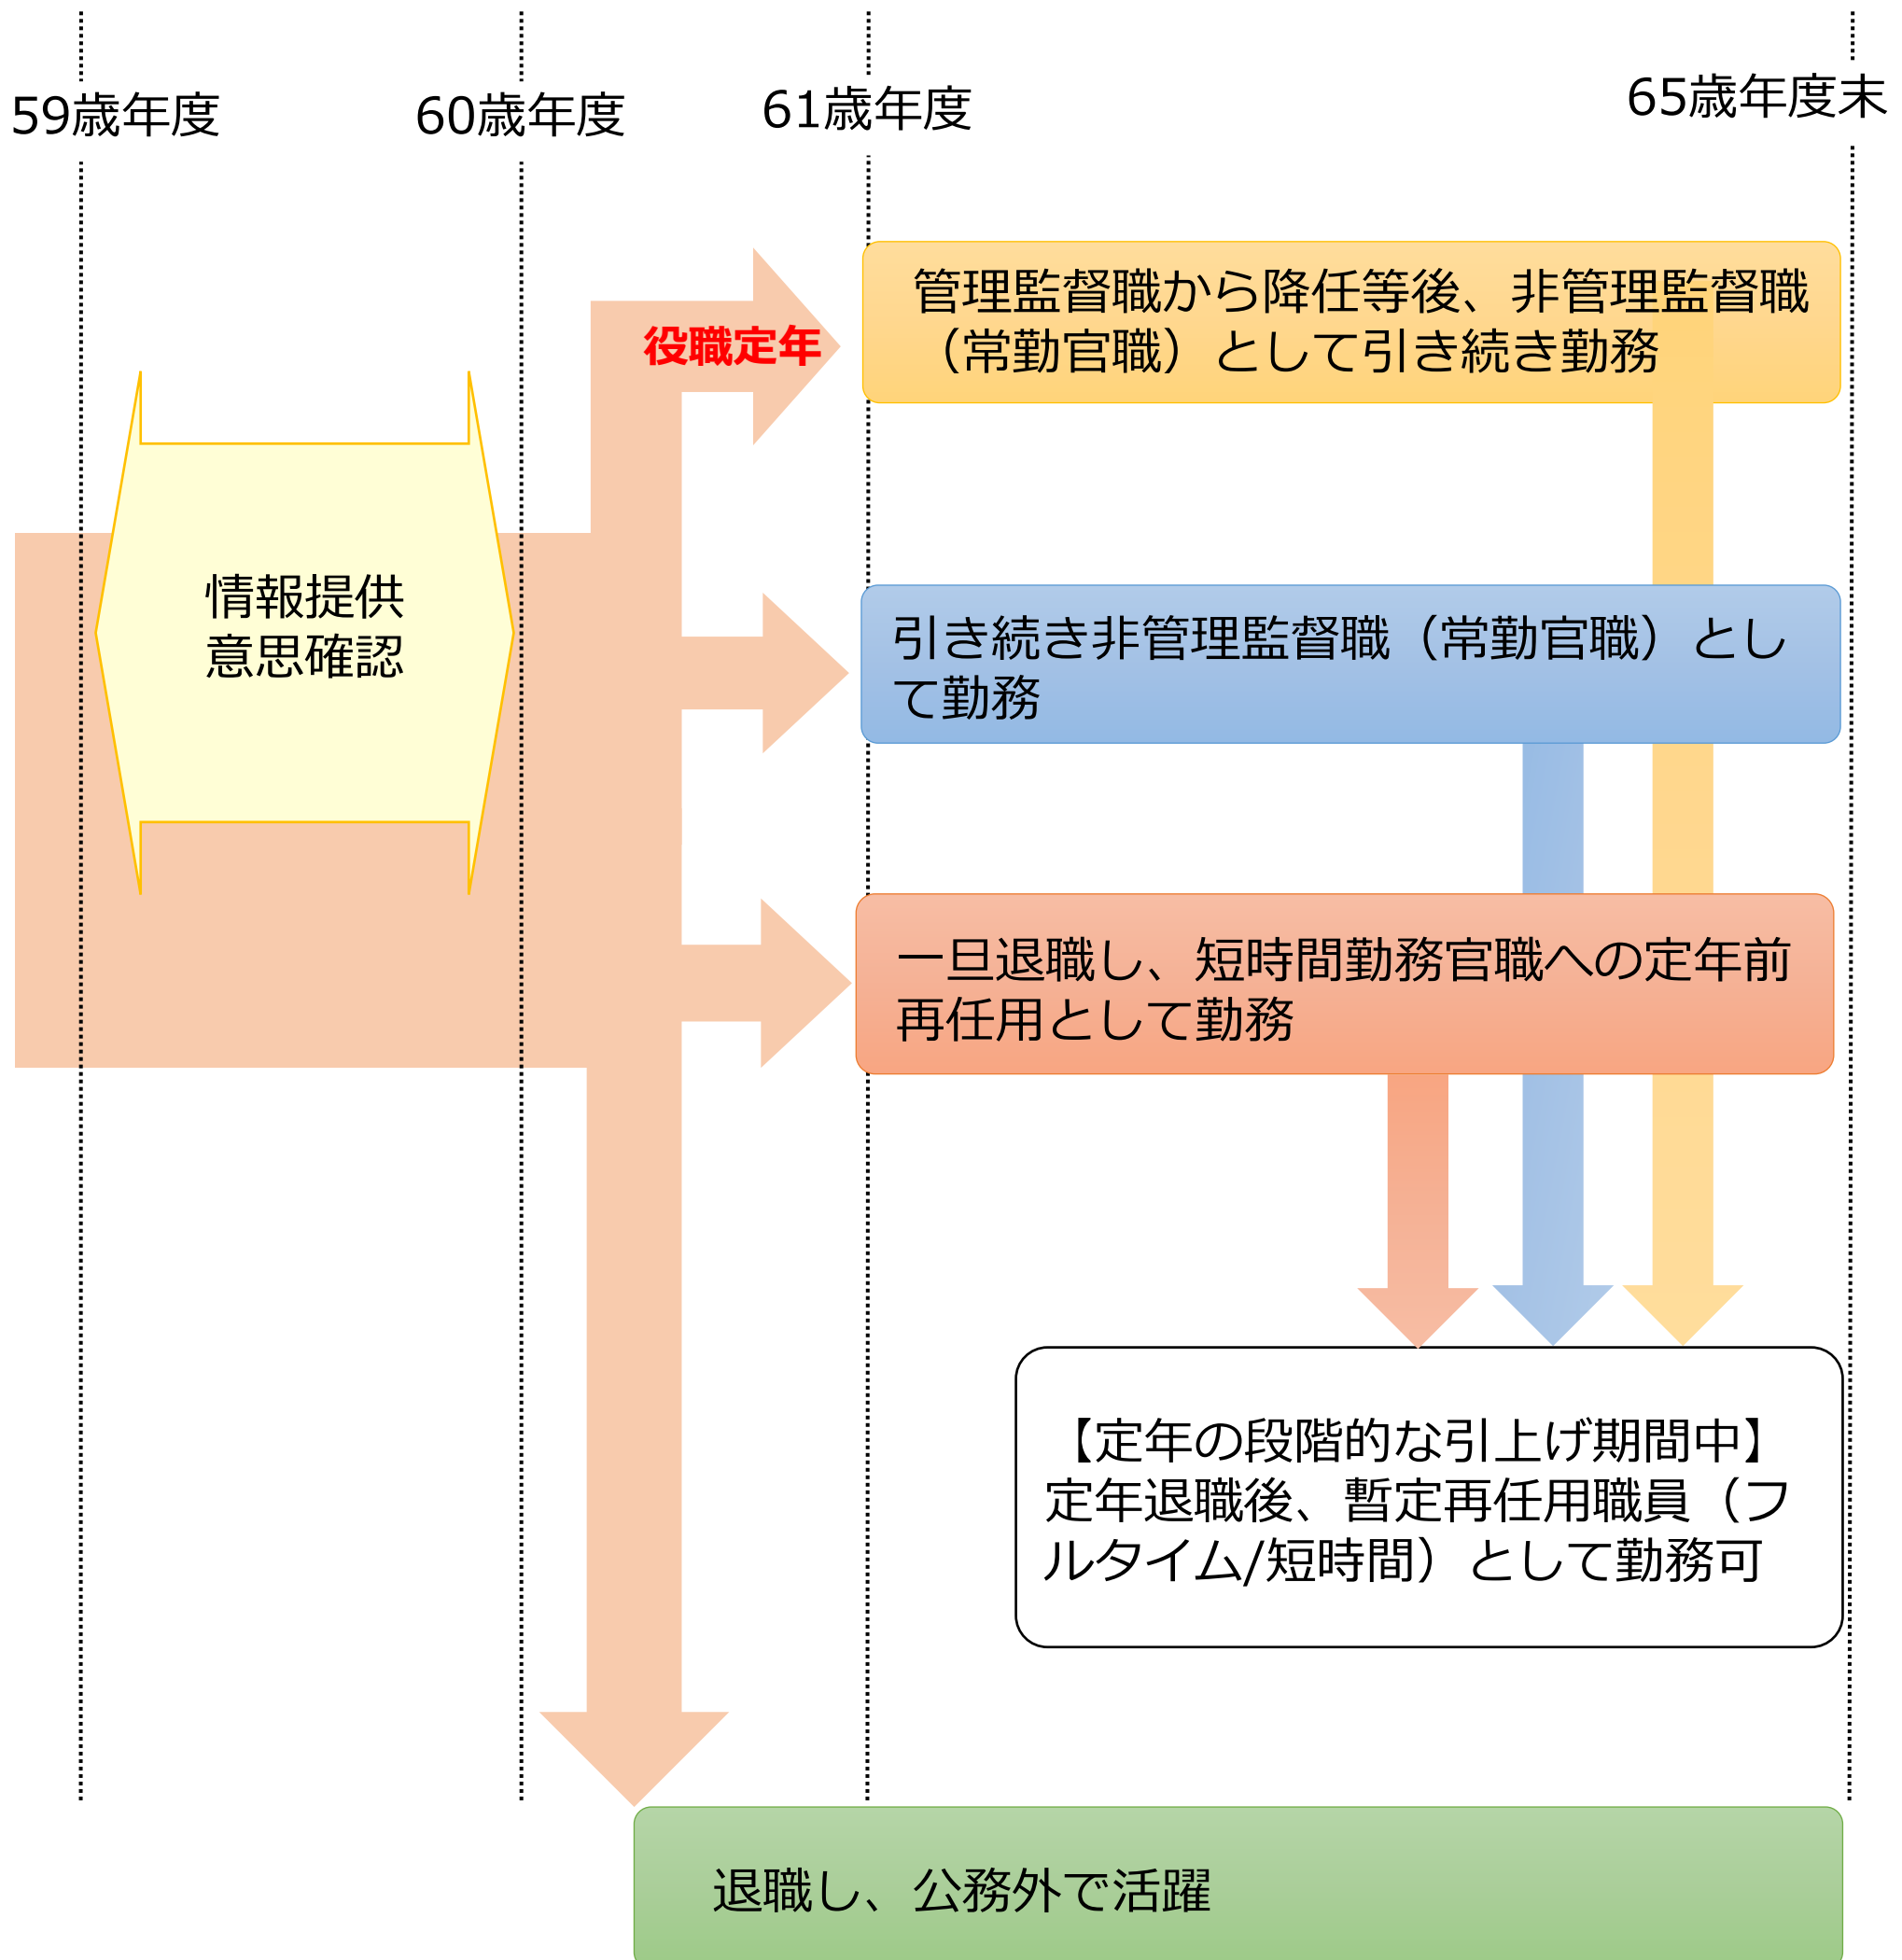 59歳年度
60歳年度
61歳年度
65歳年度末
役職定年
管理監督職から降任等後、非管理監督職
（常勤官職）として引き続き勤務
情報提供
意思確認
引き続き非管理監督職（常勤官職）とし
て勤務
一旦退職し、短時間勤務官職への定年前
再任用として勤務
【定年の段階的な引上げ期間中】
定年退職後、暫定再任用職員（フ
ルタイム/短時間）として勤務可
退職し、公務外で活躍